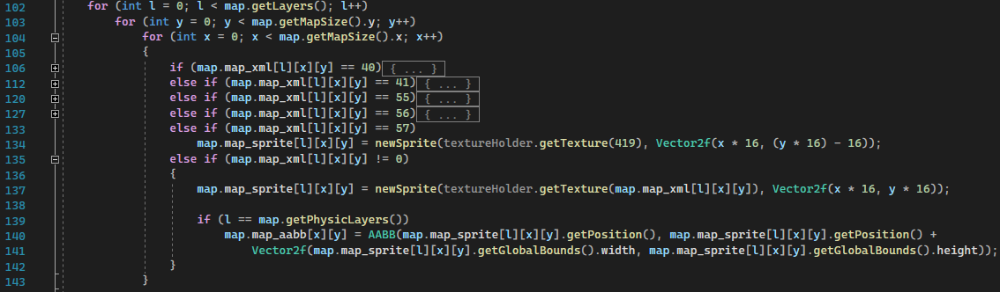 102 for (int l = 0; l < map.getLayers(); l++)
103 for (int y = 0; y < map.getMapSize().y; y++)
104 for (int x = 0; x < map.getMapSize().x; x++)
105 {
106 if (map.map_xml[l][x][y] == 40){ ... }
112 else if (map.map_xml[l][x][y] == 41){ ... }
120 else if (map.map_xml[l][x][y] == 55){ ... }
127 else if (map.map_xml[l][x][y] == 56){ ... }
133 else if (map.map_xml[l][x][y] == 57)
134 map.map_sprite[l][x][y] = newSprite(textureHolder.getTexture(419), Vector2f(x * 16, (y * 16) - 16));
135 else if (map.map_xml[l][x][y] != 0)
136 {
137 map.map_sprite[l][x][y] = newSprite(textureHolder.getTexture(map.map_xml[l][x][y]), Vector2f(x * 16, y * 16));
138
139 if (l == map.getPhysicLayers())
140 map.map_aabb[x][y] = AABB(map.map_sprite[l][x][y].getPosition(), map.map_sprite[l][x][y].getPosition() +
141 Vector2f(map.map_sprite[l][x][y].getGlobalBounds().width, map.map_sprite[l][x][y].getGlobalBounds().height));
142 }
143 }